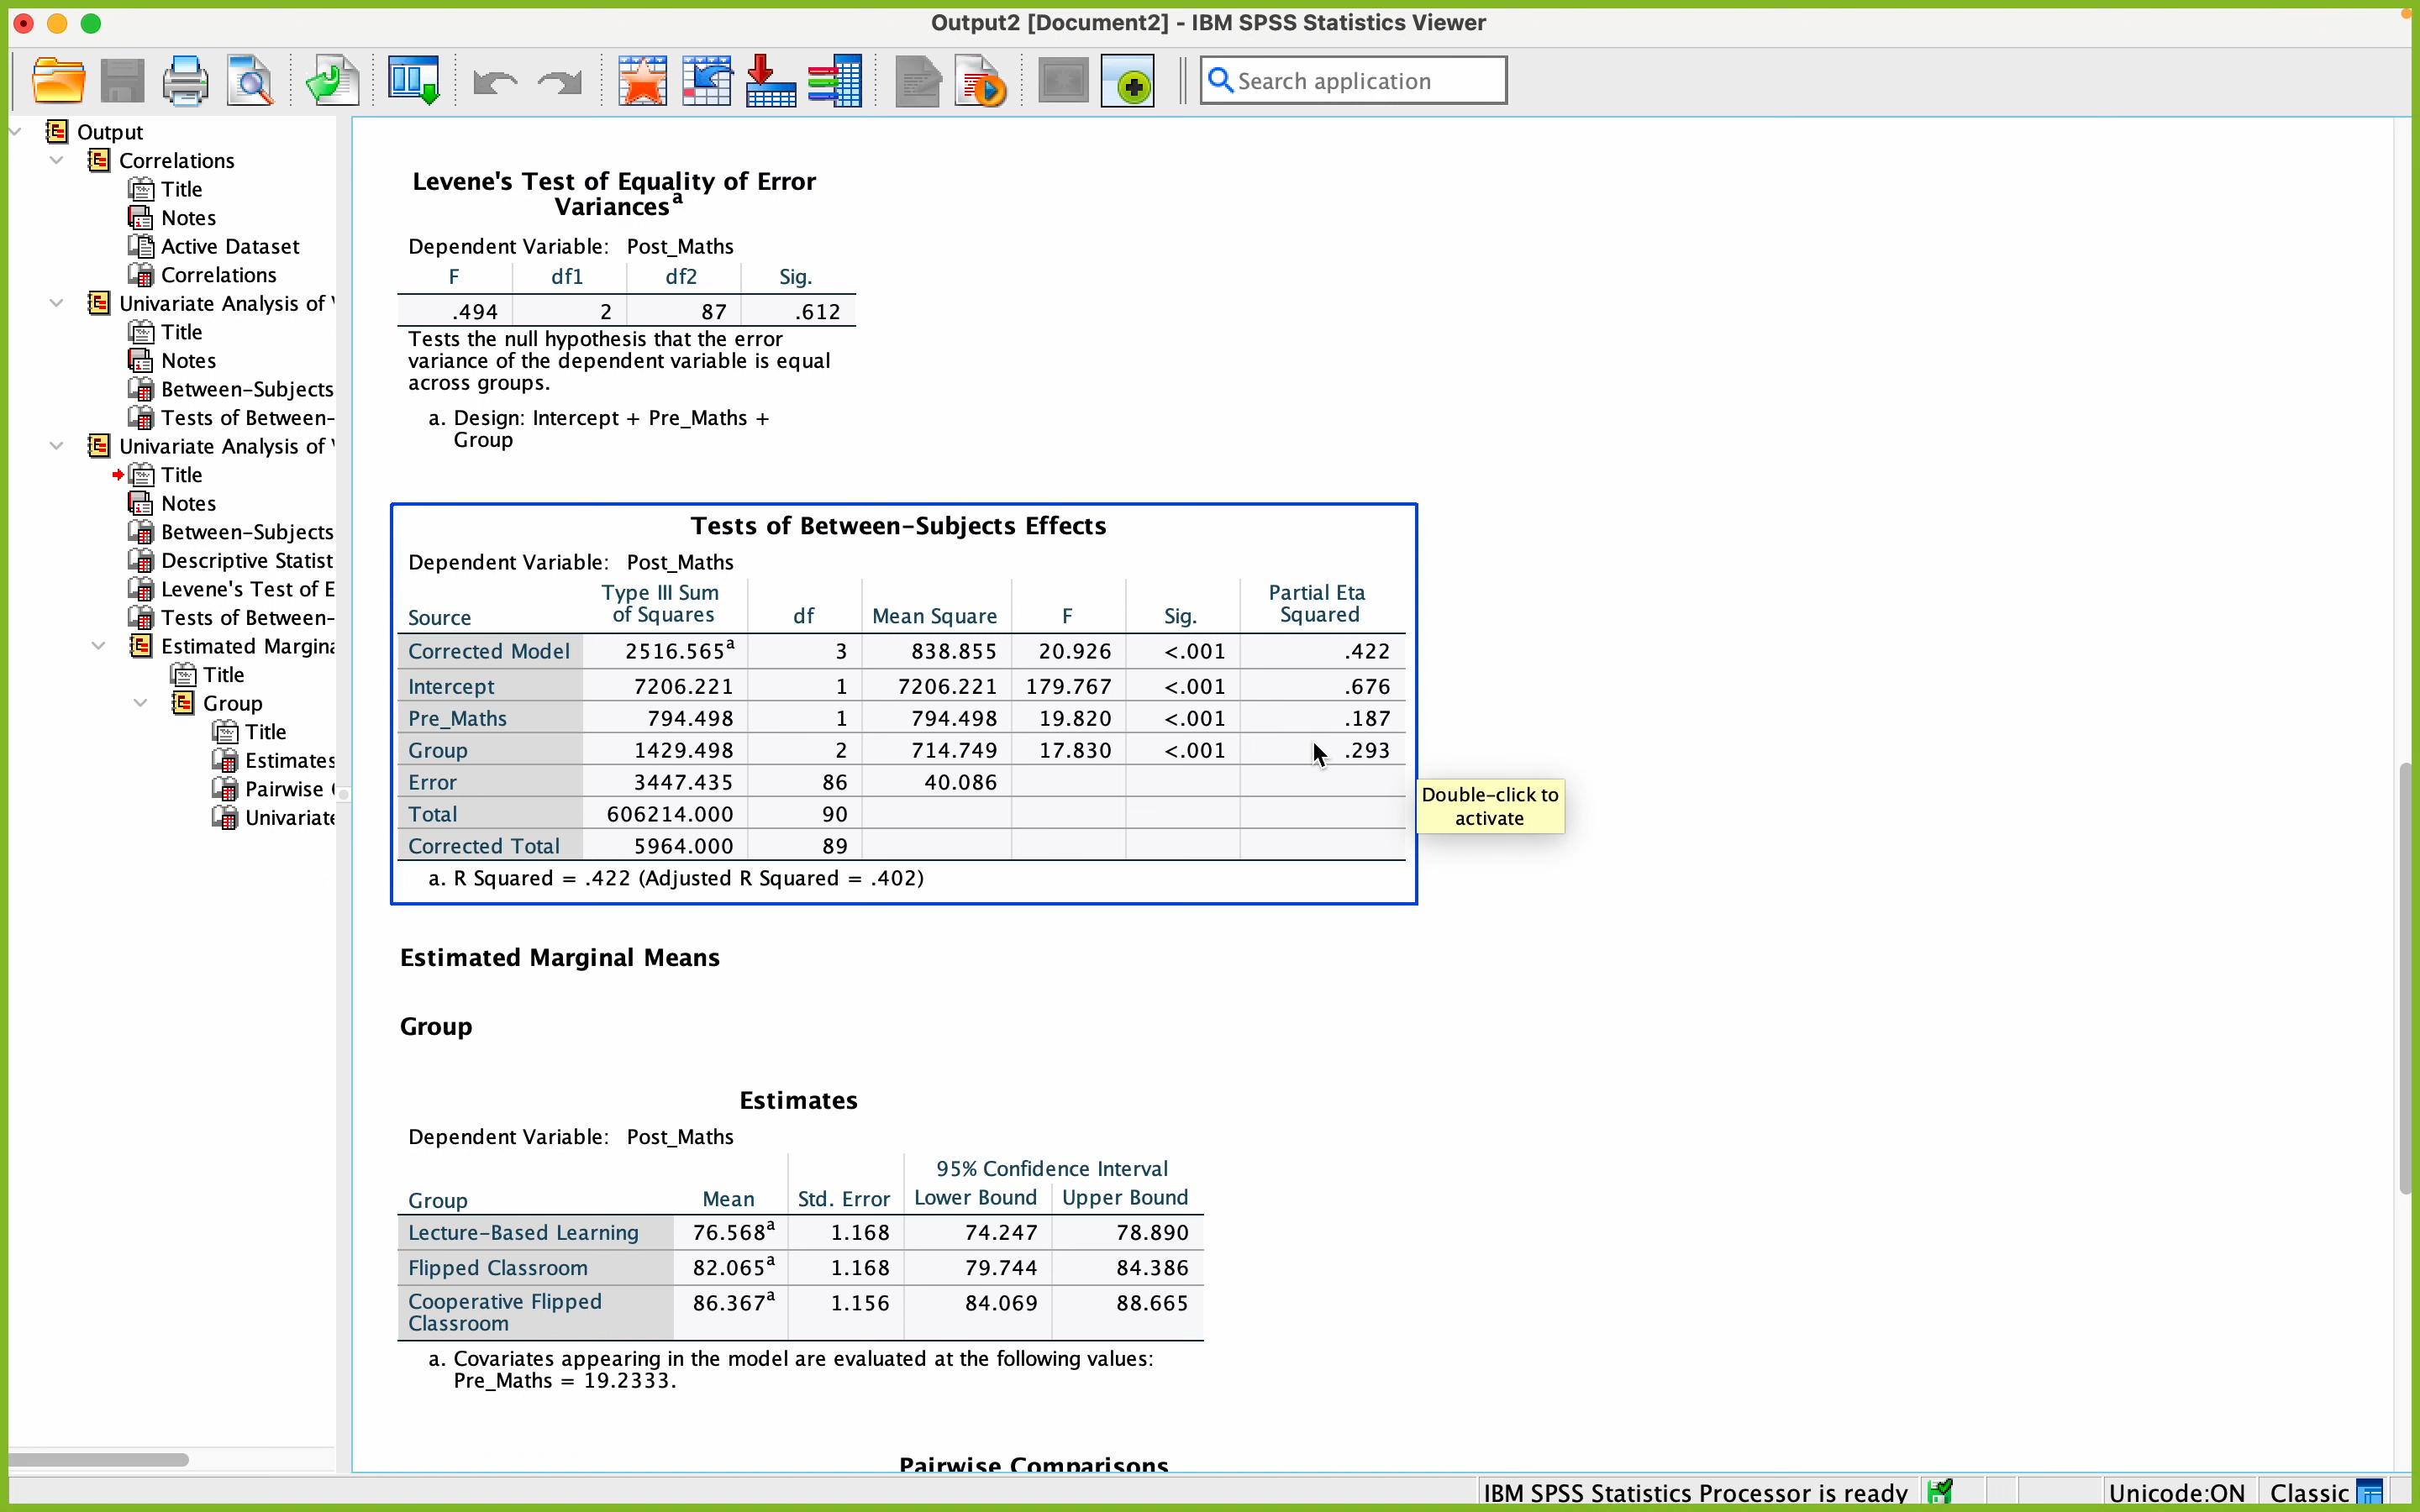 Output2 [Document2] - IBM SPSS Statistics Viewer
Search application
Output
Correlations
Title
Notes
Active Dataset
Correlations
Univariate Analysis of
Title
Notes
Between-Subjects
Tests of Between-
Univariate Analysis of
Title
Notes
Between-Subjects
Descriptive Statist
Levene's Test of E
Tests of Between-
Estimated Margina
Title
Group
Title
Estimates
Pairwise
Univariate
Levene's Test of Equality of Error
Variances a
Dependent Variable: Post_Maths
F df1 df2 Sig.
.494 2 87 .612
Tests the null hypothesis that the error
variance of the dependent variable is equal
across groups.
a. Design: Intercept + Pre_Maths +
Group
Tests of Between-Subjects Effects
Dependent Variable: Post_Maths
Source Type III Sum of Squares df Mean Square F Sig. Partial Eta Squared
Corrected Model 2516.565a 3 838.855 20.926 <.001 .422
Intercept 7206.221 1 7206.221 179.767 <.001 .676
Pre_Maths 794.498 1 794.498 19.820 <.001 .187
Group 1429.498 2 714.749 17.830 <.001 .293
Error 3447.435 86 40.086
Total 606214.000 90
Corrected Total 5964.000 89
a. R Squared = .422 (Adjusted R Squared = .402)
Double-click to
activate
Estimated Marginal Means
Group
Estimates
Dependent Variable: Post_Maths
95% Confidence Interval
Group Mean Std. Error Lower Bound Upper Bound
Lecture-Based Learning 76.568a 1.168 74.247 78.890
Flipped Classroom 82.065a 1.168 79.744 84.386
Cooperative Flipped Classroom 86.367a 1.156 84.069 88.665
a. Covariates appearing in the model are evaluated at the following values:
Pre_Maths = 19.2333.
Pairwise Comparisons
IBM SPSS Statistics Processor is ready Unicode:ON Classic